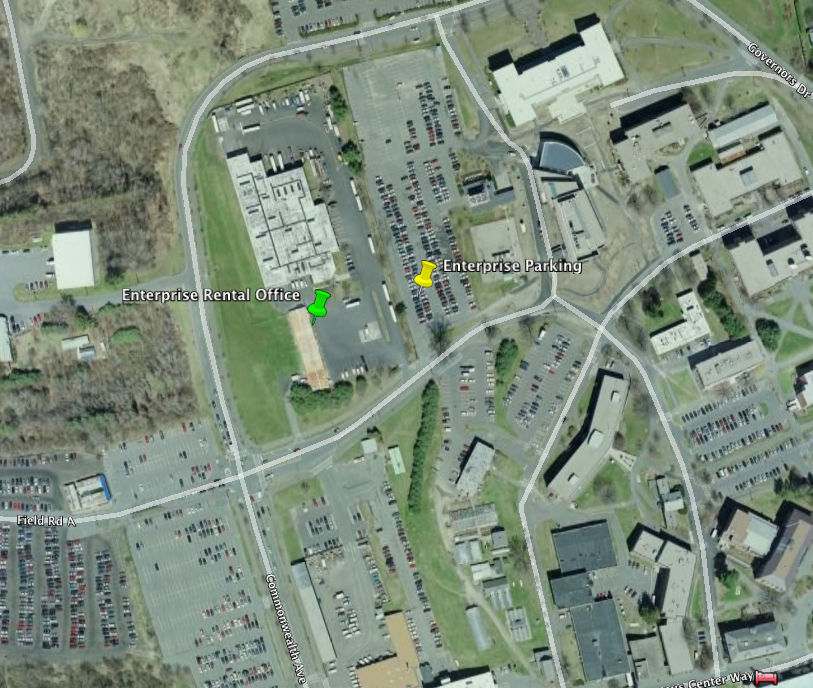 Governors Dr
Enterprise Parking
Enterprise Rental Office
Field Rd A
Commonwealth Ave
Center Way